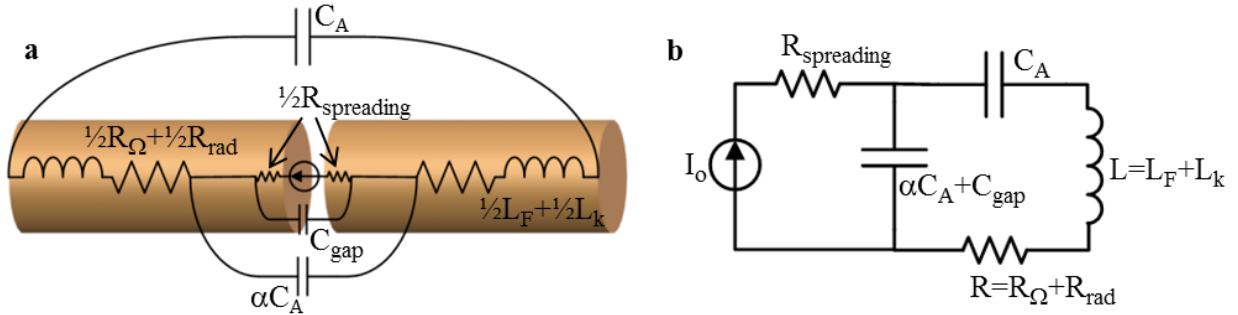 a
C_A
½R_spreading
½R_Ω+½R_rad
½L_F+½L_k
C_gap
αC_A
b
R_spreading
C_A
I_o
αC_A+C_gap
L=L_F+L_k
R=R_Ω+R_rad